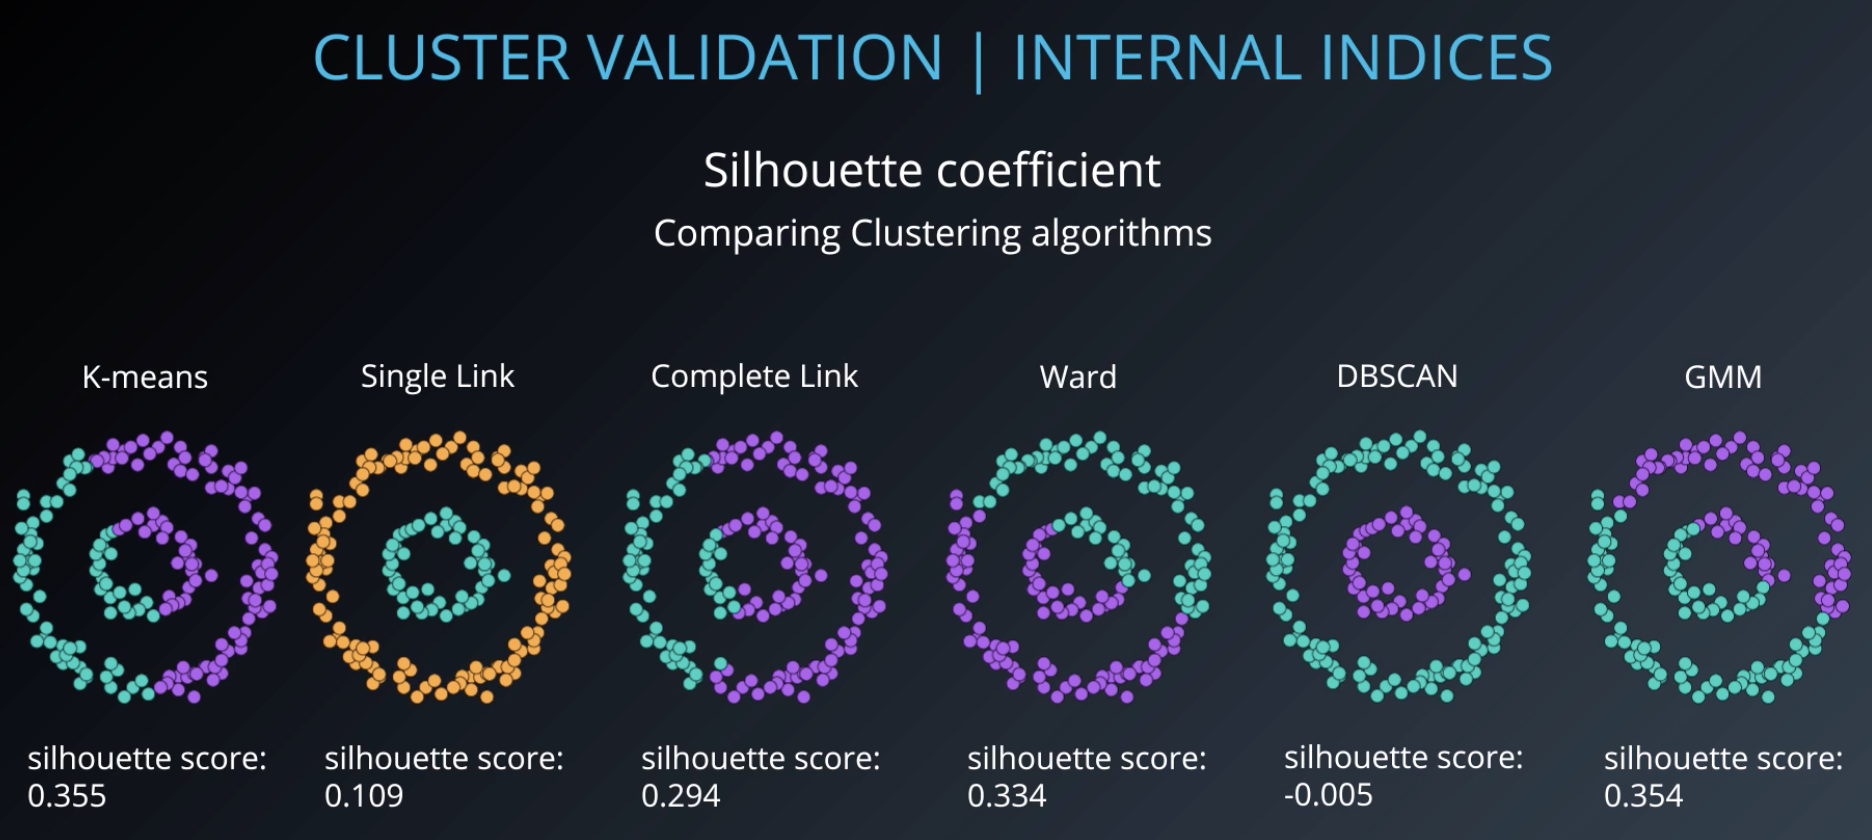 CLUSTER VALIDATION | INTERNAL INDICES
Silhouette coefficient
Comparing Clustering algorithms
K-means
Single Link
Complete Link
Ward
DBSCAN
GMM
silhouette score:
0.355
silhouette score:
0.109
silhouette score:
0.294
silhouette score:
0.334
silhouette score:
-0.005
silhouette score:
0.354